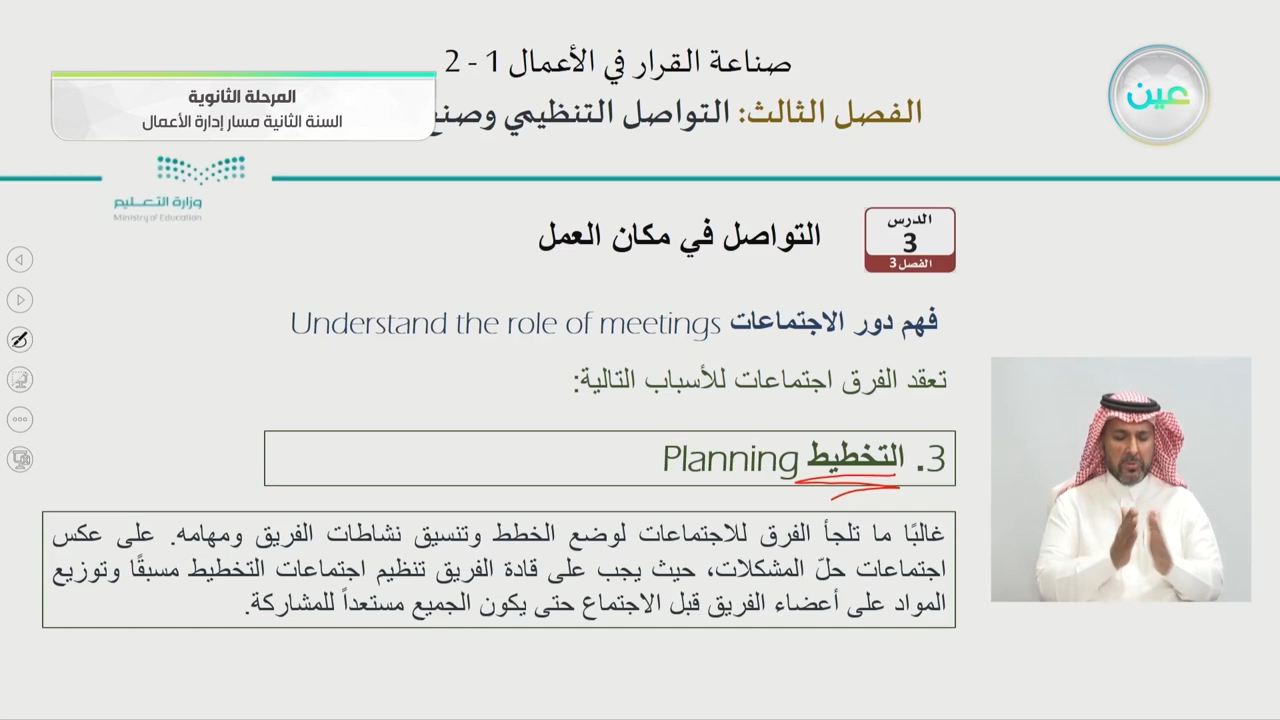 صناعة القرار في الأعمال 1 - 2
المرحلة الثانوية
السنة الثانية مسار إدارة الأعمال
الفصل الثالث: التواصل التنظيمي
عين
وزارة التعليم
Ministry of Education
الدرس
3
الفصل 3
التواصل في مكان العمل
فهم دور الاجتماعات Understand the role of meetings
تعقد الفرق اجتماعات للأسباب التالية:
3. التخطيط Planning
غالبًا ما تلجأ الفرق للاجتماعات لوضع الخطط وتنسيق نشاطات الفريق ومهامه. على عكس
اجتماعات حلّ المشكلات، حيث يجب على قادة الفريق تنظيم اجتماعات التخطيط مسبقًا وتوزيع
المواد على أعضاء الفريق قبل الاجتماع حتى يكون الجميع مستعداً للمشاركة.